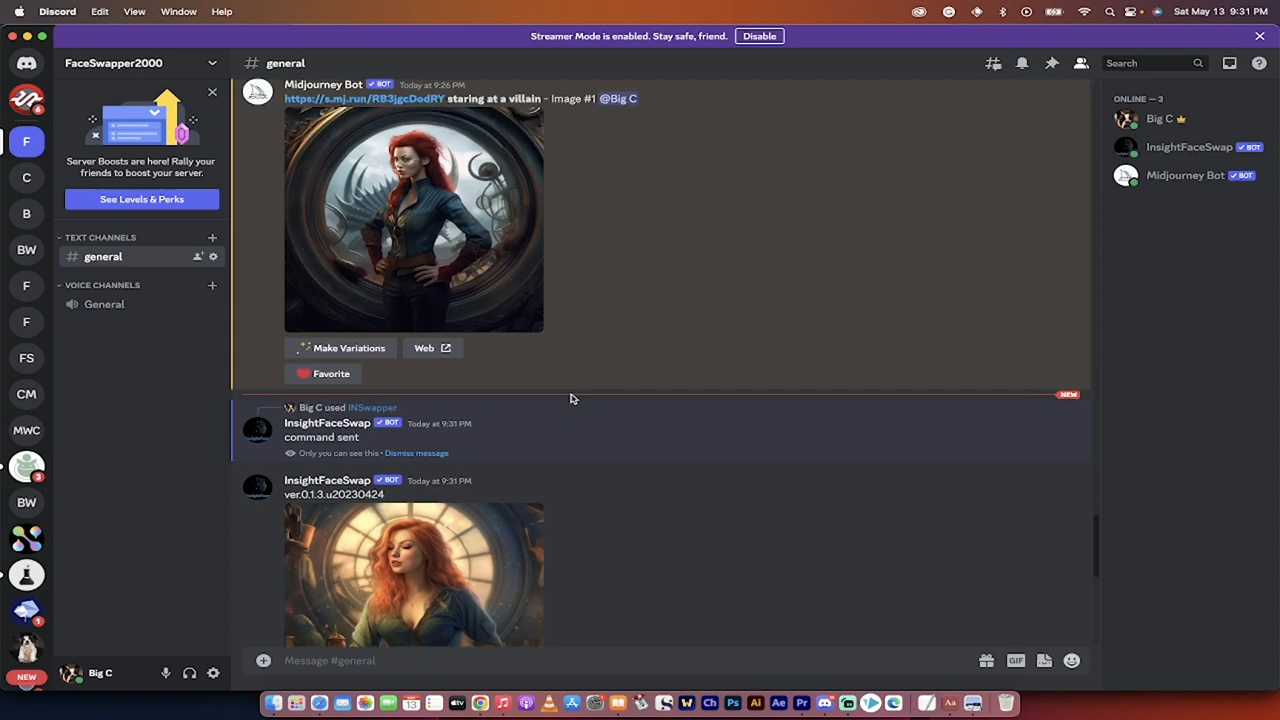 Discord Edit View Window Help
Sat May 13 9:31 PM
Streamer Mode is enabled. Stay safe, friend. Disable
FaceSwapper2000
# general
Search
6
F
C
B
BW
F
F
FS
CM
MWC
3
BW
1
NEW
Server Boosts are here! Rally your
friends to boost your server.
See Levels & Perks
TEXT CHANNELS
# general
VOICE CHANNELS
General
Big C
Midjourney Bot BOT Today at 9:26 PM
https://s.mj.run/RB3jgcDodRY staring at a villain - Image #1 @Big C
Make Variations
Web
Favorite
NEW
Big C used INSwapper
InsightFaceSwap BOT Today at 9:31 PM
command sent
Only you can see this • Dismiss message
InsightFaceSwap BOT Today at 9:31 PM
ver.0.1.3.u20230424
Message #general
GIF
ONLINE — 3
Big C
InsightFaceSwap BOT
Midjourney Bot BOT